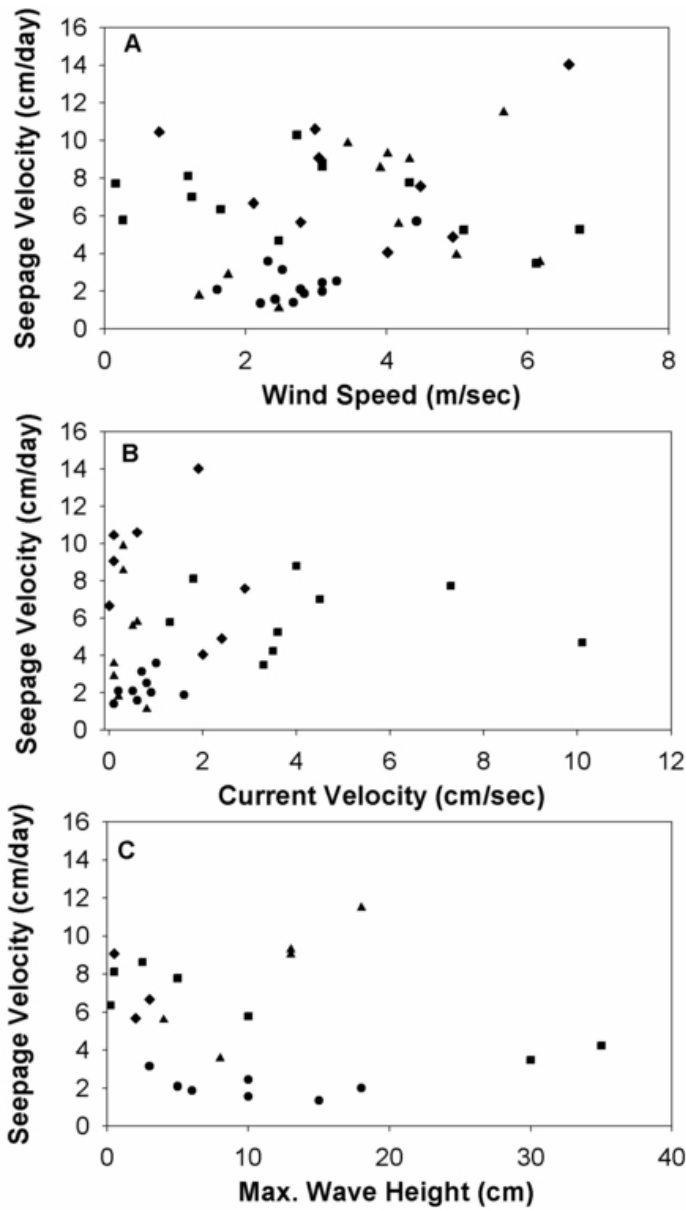 A
Seepage Velocity (cm/day)
16
14
12
10
8
6
4
2
0
0 2 4 6 8
Wind Speed (m/sec)
B
Seepage Velocity (cm/day)
16
14
12
10
8
6
4
2
0
0 2 4 6 8 10 12
Current Velocity (cm/sec)
C
Seepage Velocity (cm/day)
16
14
12
10
8
6
4
2
0
0 10 20 30 40
Max. Wave Height (cm)